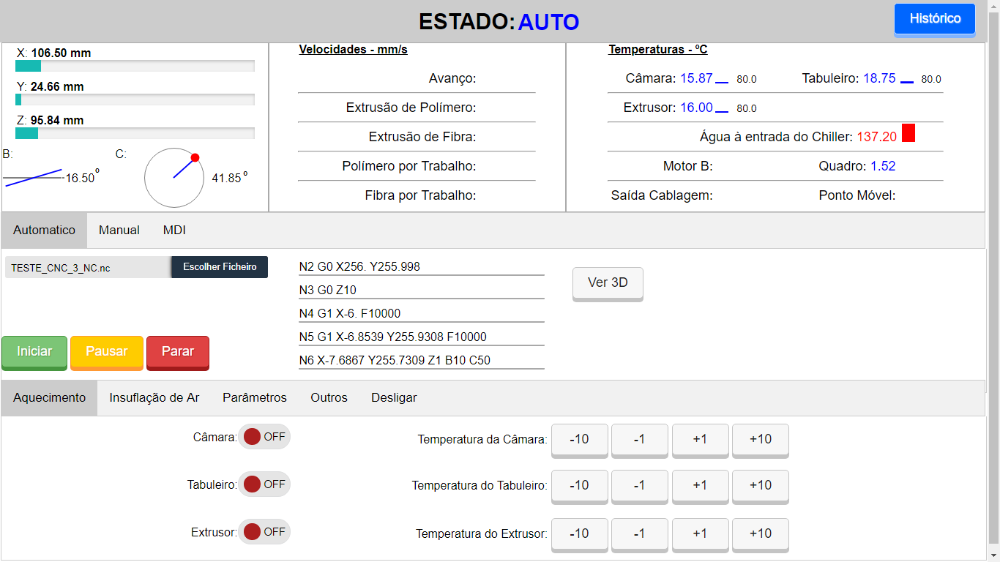 ESTADO: AUTO
Histórico
X: 106.50 mm
Y: 24.66 mm
Z: 95.84 mm
B:
16.50 º
C:
41.85 º
Velocidades - mm/s
Avanço:
Extrusão de Polímero:
Extrusão de Fibra:
Polímero por Trabalho:
Fibra por Trabalho:
Temperaturas - ºC
Câmara: 15.87 80.0 Tabuleiro: 18.75 80.0
Extrusor: 16.00 80.0
Água à entrada do Chiller: 137.20
Motor B: Quadro: 1.52
Saída Cablagem: Ponto Móvel:
Automatico Manual MDI
TESTE_CNC_3_NC.nc Escolher Ficheiro
Iniciar Pausar Parar
N2 G0 X256. Y255.998
N3 G0 Z10
N4 G1 X-6. F10000
N5 G1 X-6.8539 Y255.9308 F10000
N6 X-7.6867 Y255.7309 Z1 B10 C50
Ver 3D
Aquecimento Insuflação de Ar Parâmetros Outros Desligar
Câmara: OFF Temperatura da Câmara: -10 -1 +1 +10
Tabuleiro: OFF Temperatura do Tabuleiro: -10 -1 +1 +10
Extrusor: OFF Temperatura do Extrusor: -10 -1 +1 +10